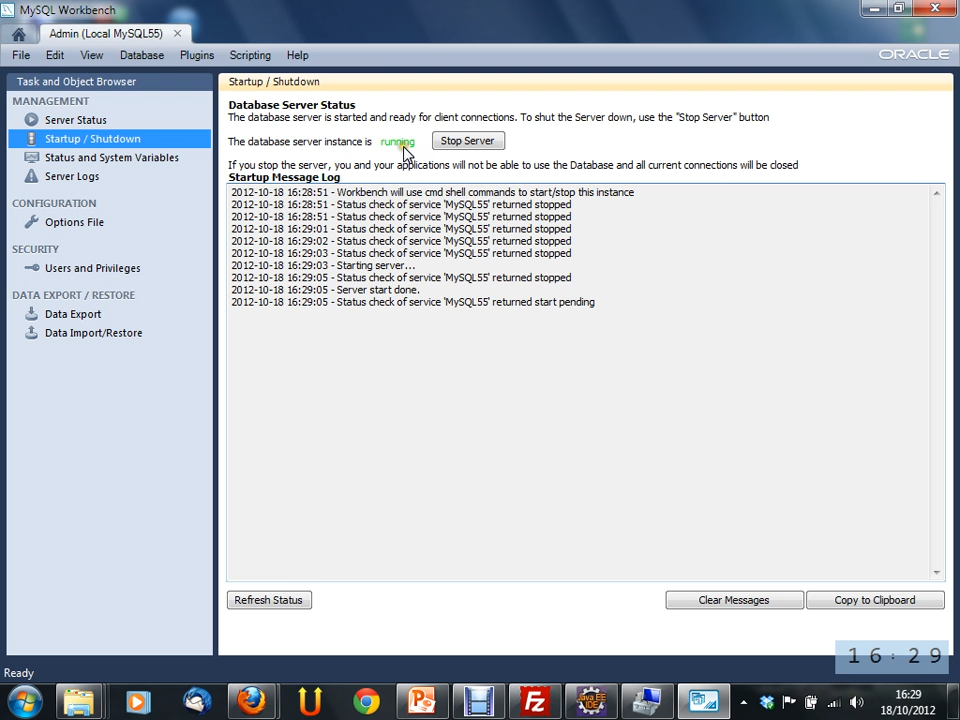 MySQL Workbench
Admin (Local MySQL55)
File Edit View Database Plugins Scripting Help
ORACLE
Task and Object Browser
MANAGEMENT
Server Status
Startup / Shutdown
Status and System Variables
Server Logs
CONFIGURATION
Options File
SECURITY
Users and Privileges
DATA EXPORT / RESTORE
Data Export
Data Import/Restore
Startup / Shutdown
Database Server Status
The database server is started and ready for client connections. To shut the Server down, use the "Stop Server" button
The database server instance is running Stop Server
If you stop the server, you and your applications will not be able to use the Database and all current connections will be closed
Startup Message Log
2012-10-18 16:28:51 - Workbench will use cmd shell commands to start/stop this instance
2012-10-18 16:28:51 - Status check of service 'MySQL55' returned stopped
2012-10-18 16:28:51 - Status check of service 'MySQL55' returned stopped
2012-10-18 16:29:01 - Status check of service 'MySQL55' returned stopped
2012-10-18 16:29:02 - Status check of service 'MySQL55' returned stopped
2012-10-18 16:29:03 - Status check of service 'MySQL55' returned stopped
2012-10-18 16:29:03 - Starting server...
2012-10-18 16:29:05 - Status check of service 'MySQL55' returned stopped
2012-10-18 16:29:05 - Server start done.
2012-10-18 16:29:05 - Status check of service 'MySQL55' returned start pending
Refresh Status Clear Messages Copy to Clipboard
16:29
Ready
Java EE
IDE
16:29
18/10/2012